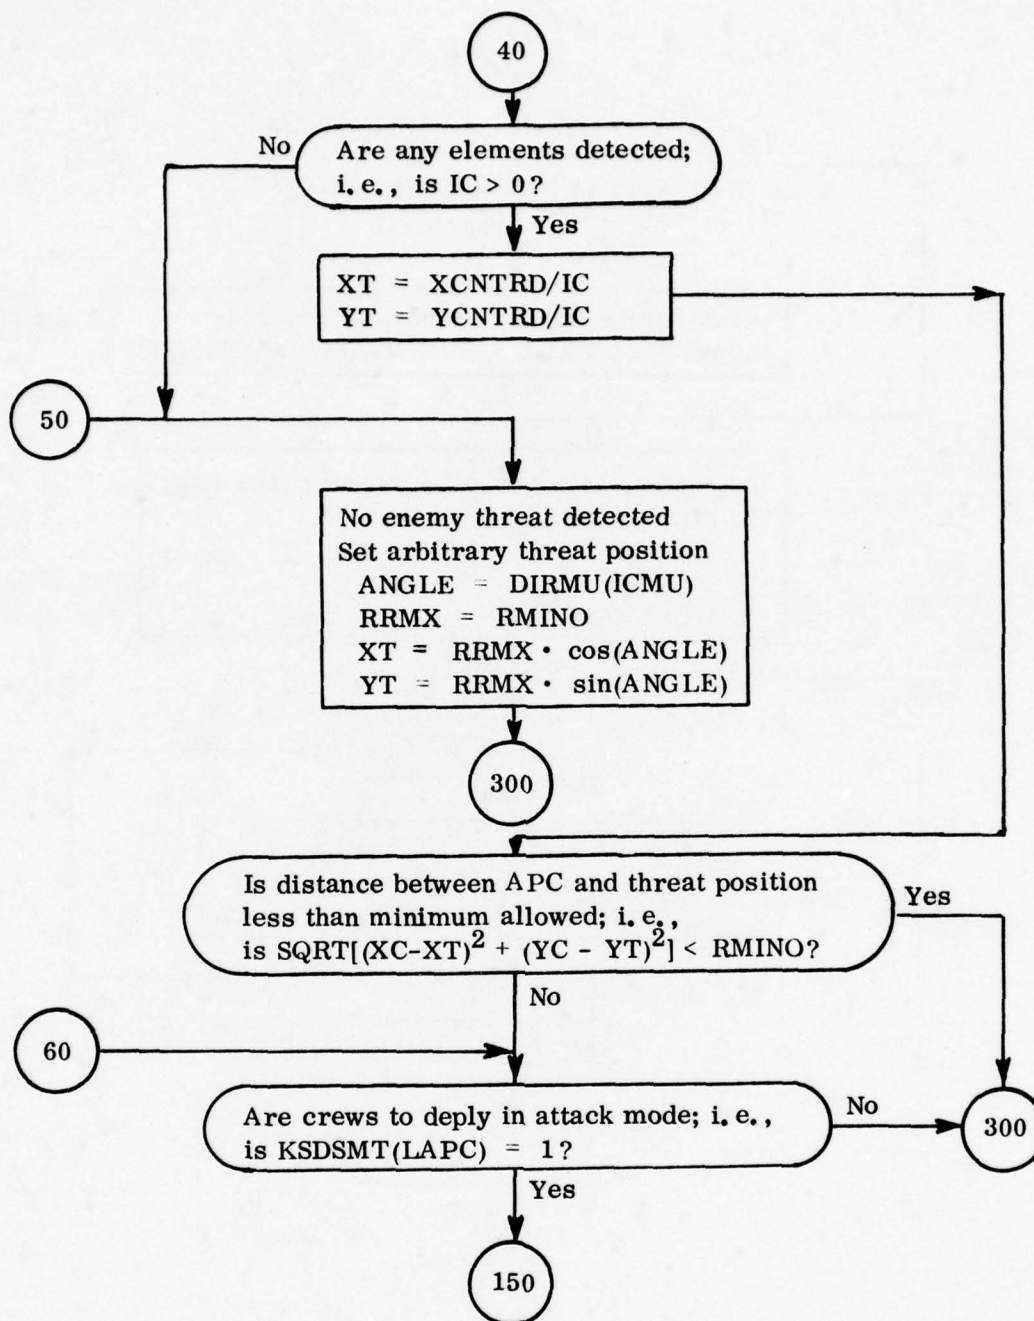 40
No
Are any elements detected;
i.e., is IC > 0?
Yes
XT = XCNTRD/IC
YT = YCNTRD/IC
50
No enemy threat detected
Set arbitrary threat position
ANGLE = DIRMU(ICMU)
RRMX = RMINO
XT = RRMX · cos(ANGLE)
YT = RRMX · sin(ANGLE)
300
Is distance between APC and threat position
less than minimum allowed; i.e.,
is SQRT[(XC-XT)² + (YC - YT)²] < RMINO?
Yes
No
60
Are crews to deply in attack mode; i.e.,
is KSDSMT(LAPC) = 1?
No
300
Yes
150